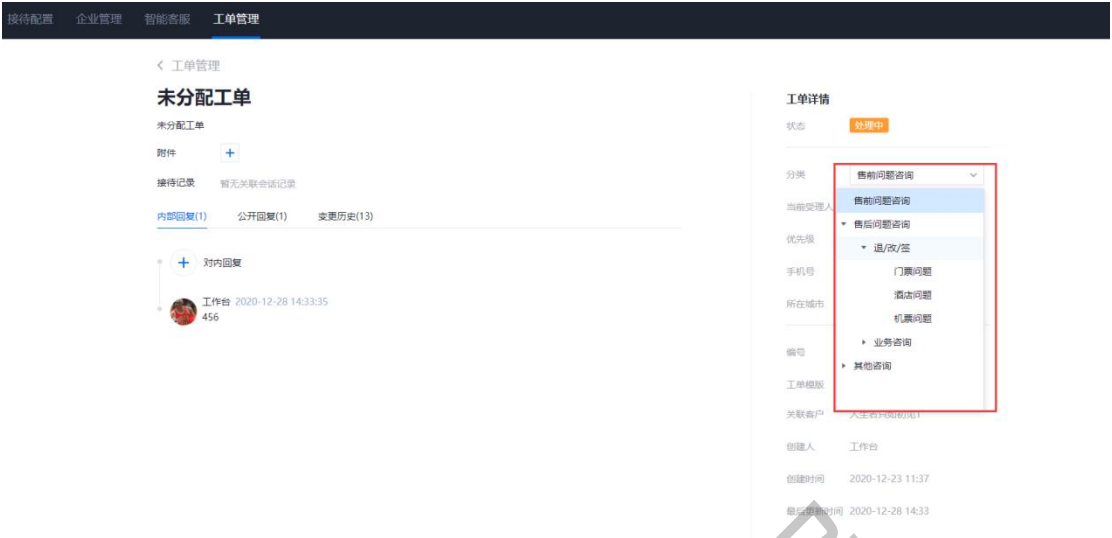 接待配置 企业管理 智能客服 工单管理
工单管理
未分配工单
未分配工单
附件
接待记录 暂无关联会话记录
内部回复(1) 公开回复(1) 变更历史(13)
对内回复
工作台 2020-12-28 14:33:35
456
工单详情
状态 处理中
分类 售前问题咨询
当前受理人 售前问题咨询
售后问题咨询
优先级 退/改/签
手机号 门票问题
酒店问题
所在城市
机票问题
编号 业务咨询
其他咨询
工单模版
关联客户
创建人 工作台
创建时间 2020-12-23 11:37
最后更新时间 2020-12-28 14:33